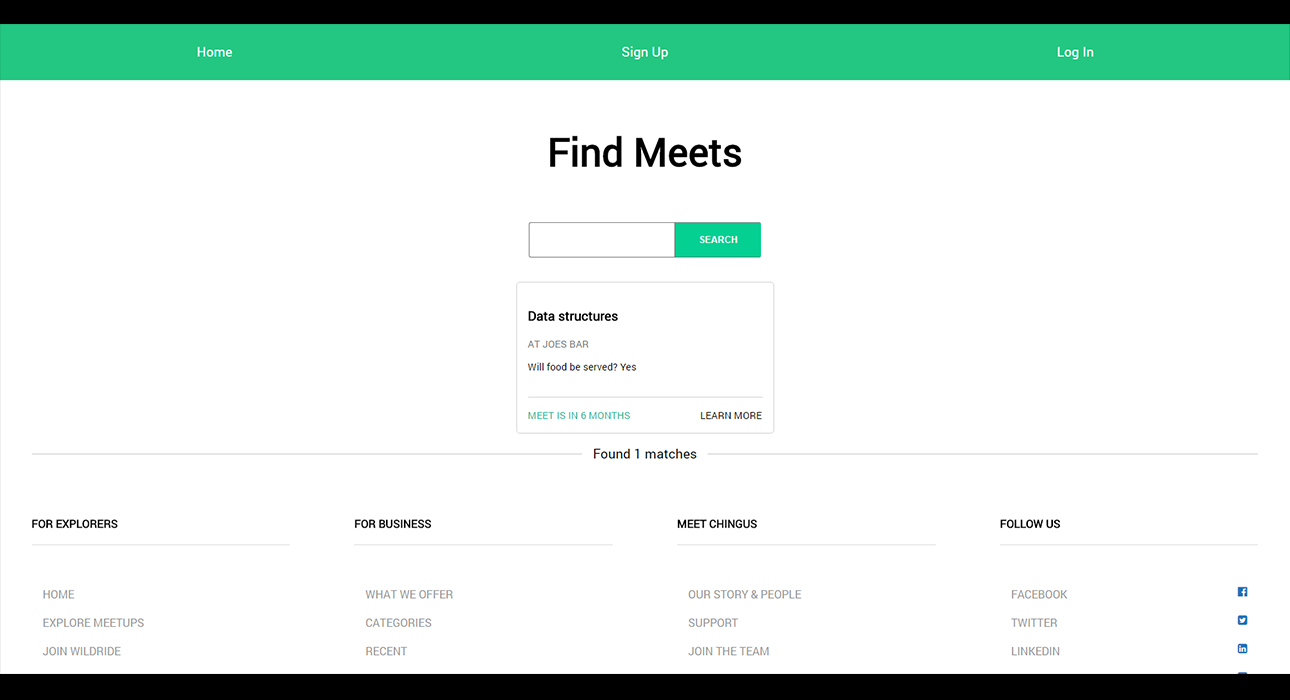 Home
Sign Up
Log In
Find Meets
SEARCH
Data structures
AT JOES BAR
Will food be served? Yes
MEET IS IN 6 MONTHS
LEARN MORE
Found 1 matches
FOR EXPLORERS
HOME
EXPLORE MEETUPS
JOIN WILDRIDE
FOR BUSINESS
WHAT WE OFFER
CATEGORIES
RECENT
MEET CHINGUS
OUR STORY & PEOPLE
SUPPORT
JOIN THE TEAM
FOLLOW US
FACEBOOK
TWITTER
LINKEDIN